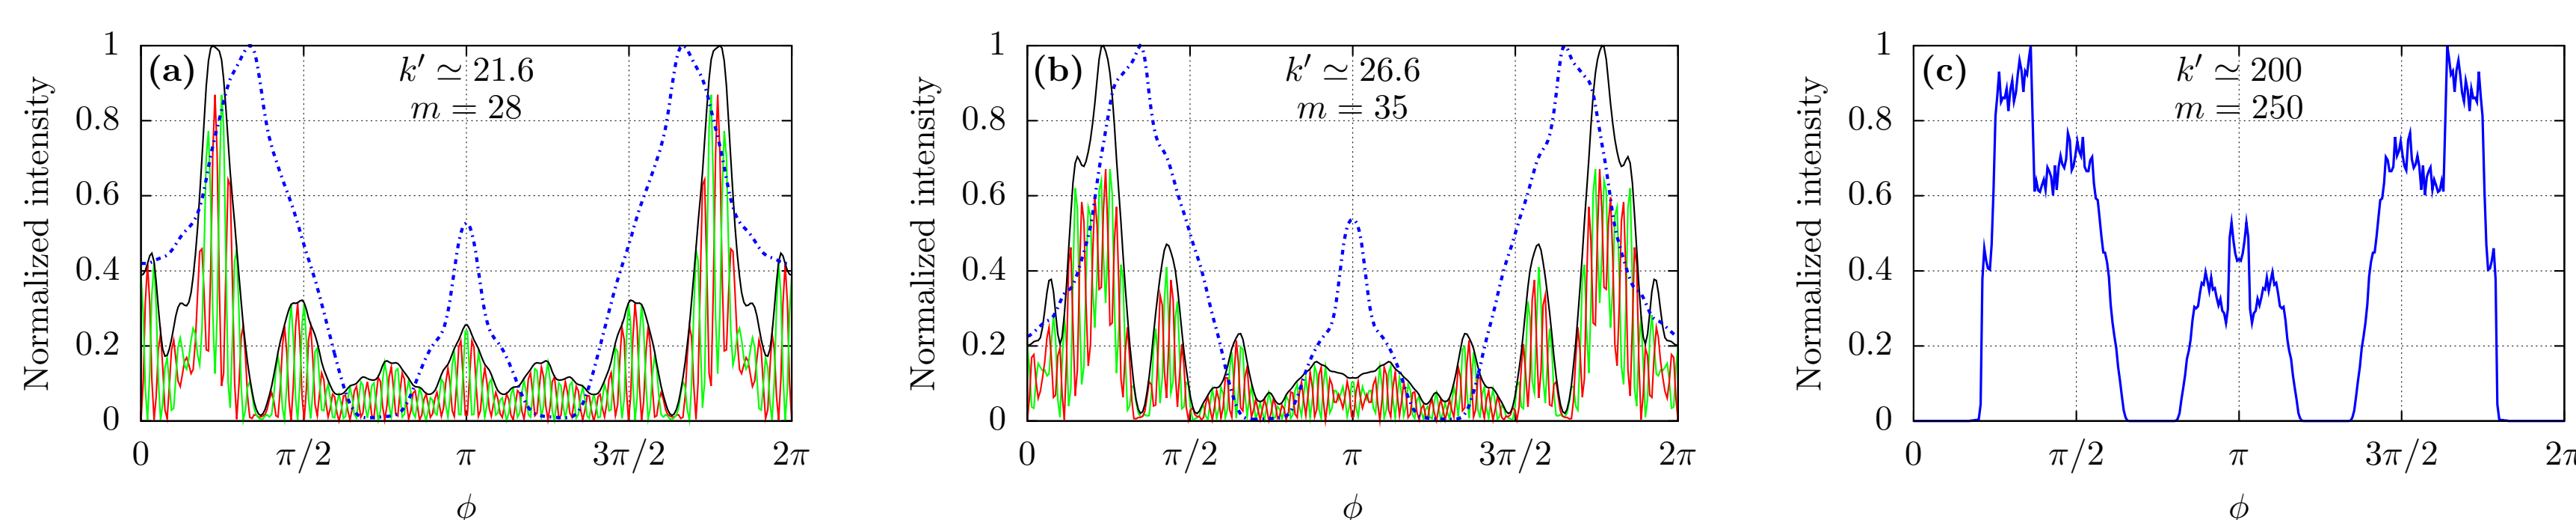 (a)
k′ ≃ 21.6
m = 28
Normalized intensity
1
0.8
0.6
0.4
0.2
0
0 π/2 π 3π/2 2π
ϕ
(b)
k′ ≃ 26.6
m = 35
Normalized intensity
1
0.8
0.6
0.4
0.2
0
0 π/2 π 3π/2 2π
ϕ
(c)
k′ ≃ 200
m = 250
Normalized intensity
1
0.8
0.6
0.4
0.2
0
0 π/2 π 3π/2 2π
ϕ